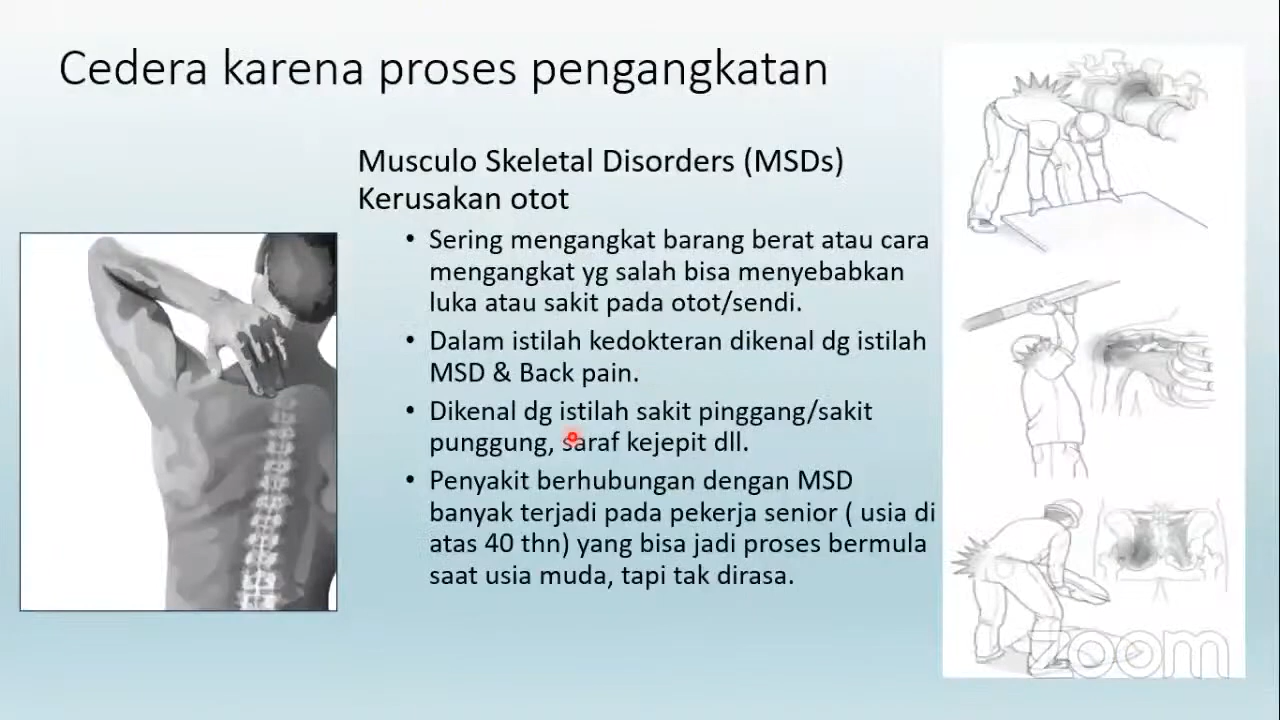 Cedera karena proses pengangkatan
Musculo Skeletal Disorders (MSDs)
Kerusakan otot
• Sering mengangkat barang berat atau cara
mengangkat yg salah bisa menyebabkan
luka atau sakit pada otot/sendi.
• Dalam istilah kedokteran dikenal dg istilah
MSD & Back pain.
• Dikenal dg istilah sakit pinggang/sakit
punggung, saraf kejepit dll.
• Penyakit berhubungan dengan MSD
banyak terjadi pada pekerja senior ( usia di
atas 40 thn) yang bisa jadi proses bermula
saat usia muda, tapi tak dirasa.
zoom